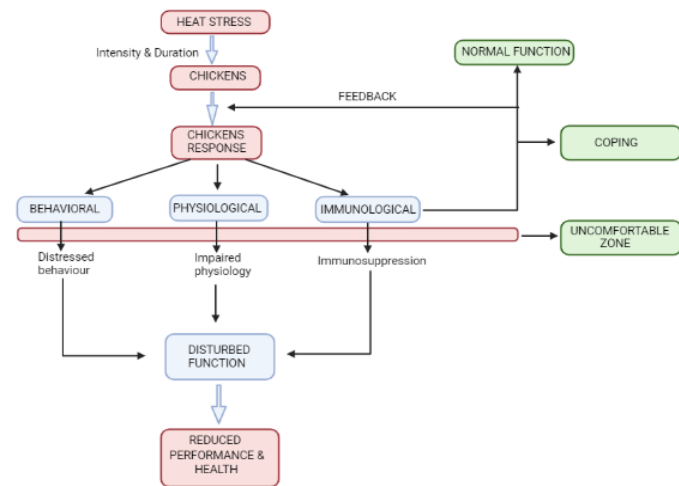 HEAT STRESS
Intensity & Duration
NORMAL FUNCTION
CHICKENS
FEEDBACK
CHICKENS
RESPONSE
COPING
BEHAVIORAL
PHYSIOLOGICAL
IMMUNOLOGICAL
UNCOMFORTABLE
ZONE
Distressed
behaviour
Impaired
physiology
Immunosuppression
DISTURBED
FUNCTION
REDUCED
PERFORMANCE &
HEALTH